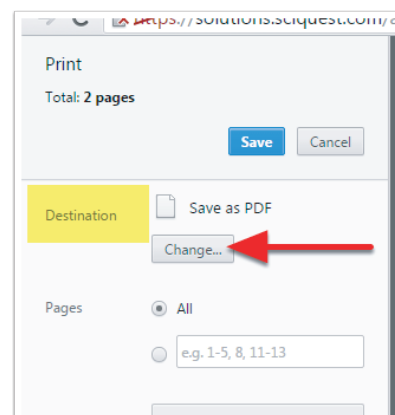 https://solutions.sciquest.com/a
Print
Total: 2 pages
Save Cancel
Destination Save as PDF
Change...
Pages All
e.g. 1-5, 8, 11-13